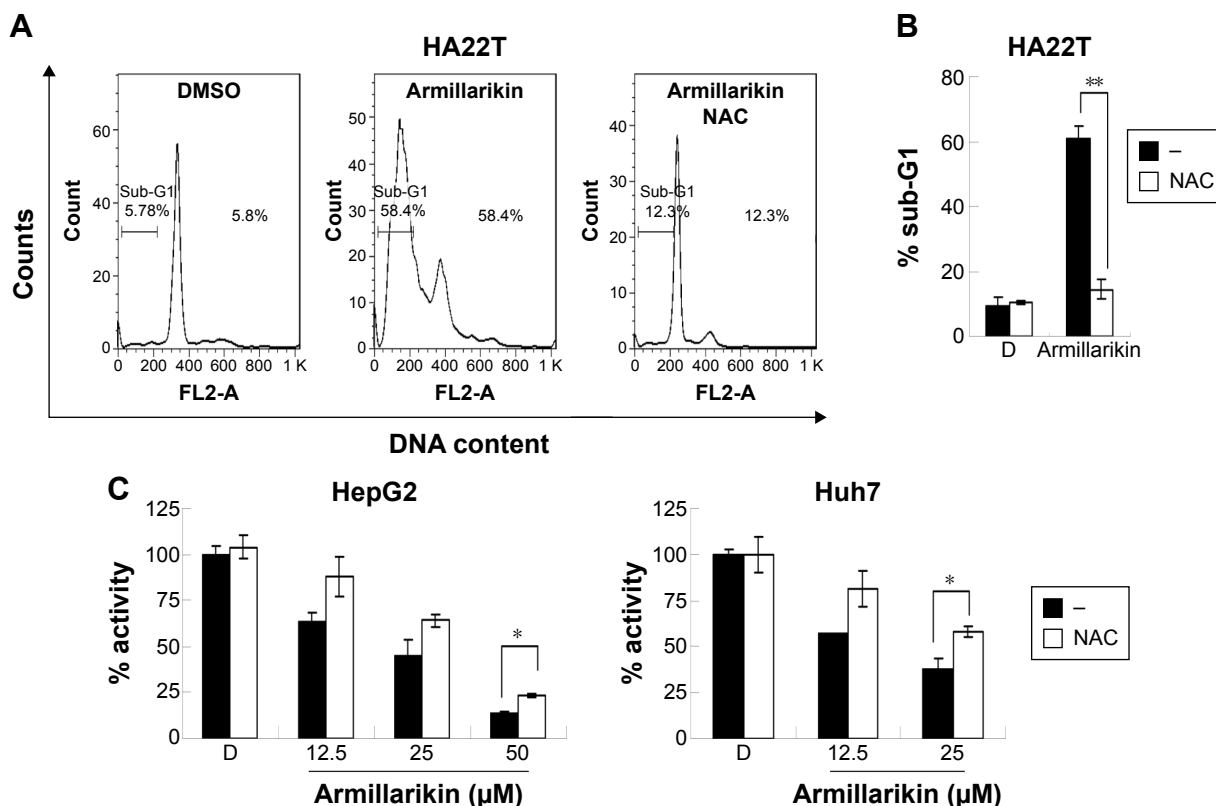 A
HA22T
DMSO
Armillarikin
Armillarikin
NAC
Counts
Count
60
40
20
0
Sub-G1
5.78%
5.8%
0 200 400 600 800 1 K
FL2-A
Count
50
40
30
20
10
0
Sub-G1
58.4%
58.4%
0 200 400 600 800 1 K
FL2-A
Count
40
30
20
10
0
Sub-G1
12.3%
12.3%
0 200 400 600 800 1 K
FL2-A
DNA content
B
HA22T
% sub-G1
80
60
40
20
0
**
D Armillarikin
–
NAC
C
HepG2
% activity
125
100
75
50
25
0
*
D 12.5 25 50
Armillarikin (µM)
Huh7
% activity
125
100
75
50
25
0
*
D 12.5 25
Armillarikin (µM)
–
NAC